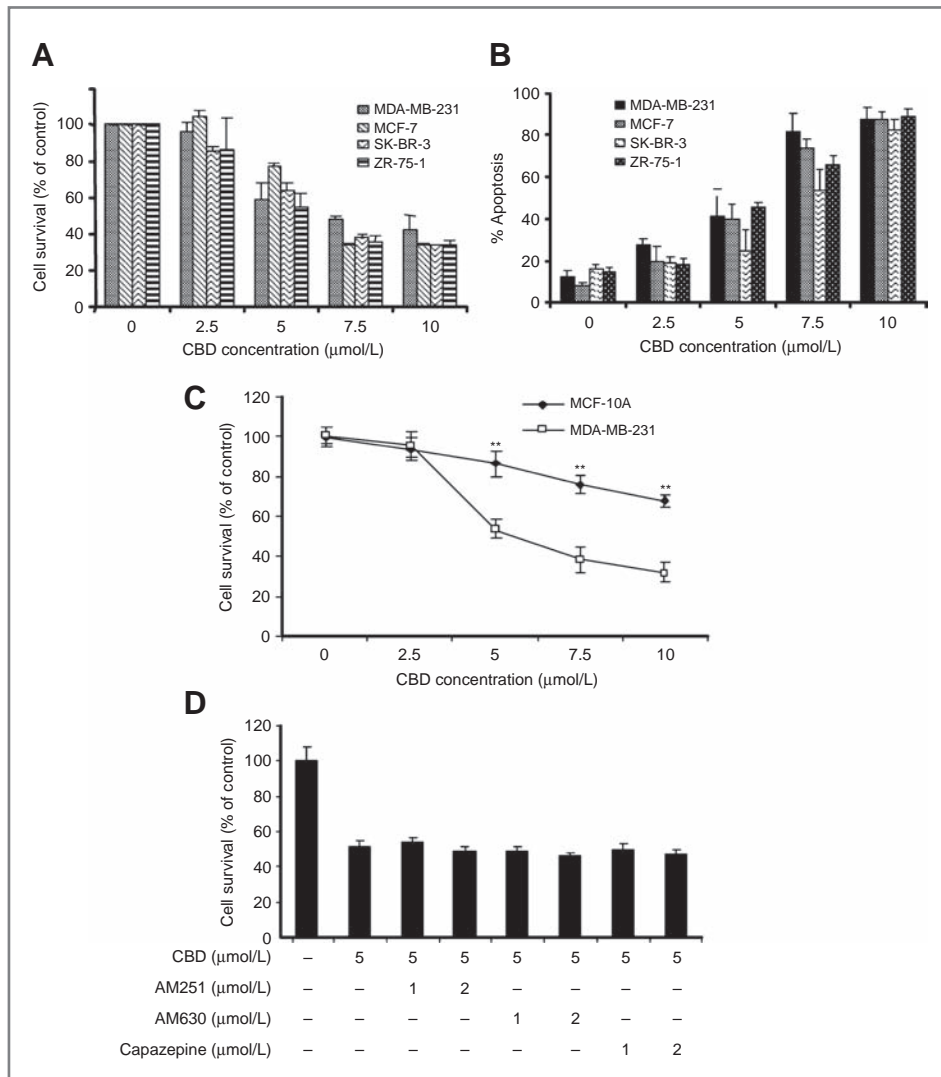 A
Cell survival (% of control)
100
80
60
40
20
0
MDA-MB-231
MCF-7
SK-BR-3
ZR-75-1
0 2.5 5 7.5 10
CBD concentration (μmol/L)
B
% Apoptosis
100
80
60
40
20
0
MDA-MB-231
MCF-7
SK-BR-3
ZR-75-1
0 2.5 5 7.5 10
CBD concentration (μmol/L)
C
Cell survival (% of control)
120
100
80
60
40
20
0
MCF-10A
MDA-MB-231
** ** **
0 2.5 5 7.5 10
CBD concentration (μmol/L)
D
Cell survival (% of control)
120
100
80
60
40
20
0
CBD (μmol/L) – 5 5 5 5 5 5 5
AM251 (μmol/L) – – 1 2 – – – –
AM630 (μmol/L) – – – – 1 2 – –
Capazepine (μmol/L) – – – – – – 1 2